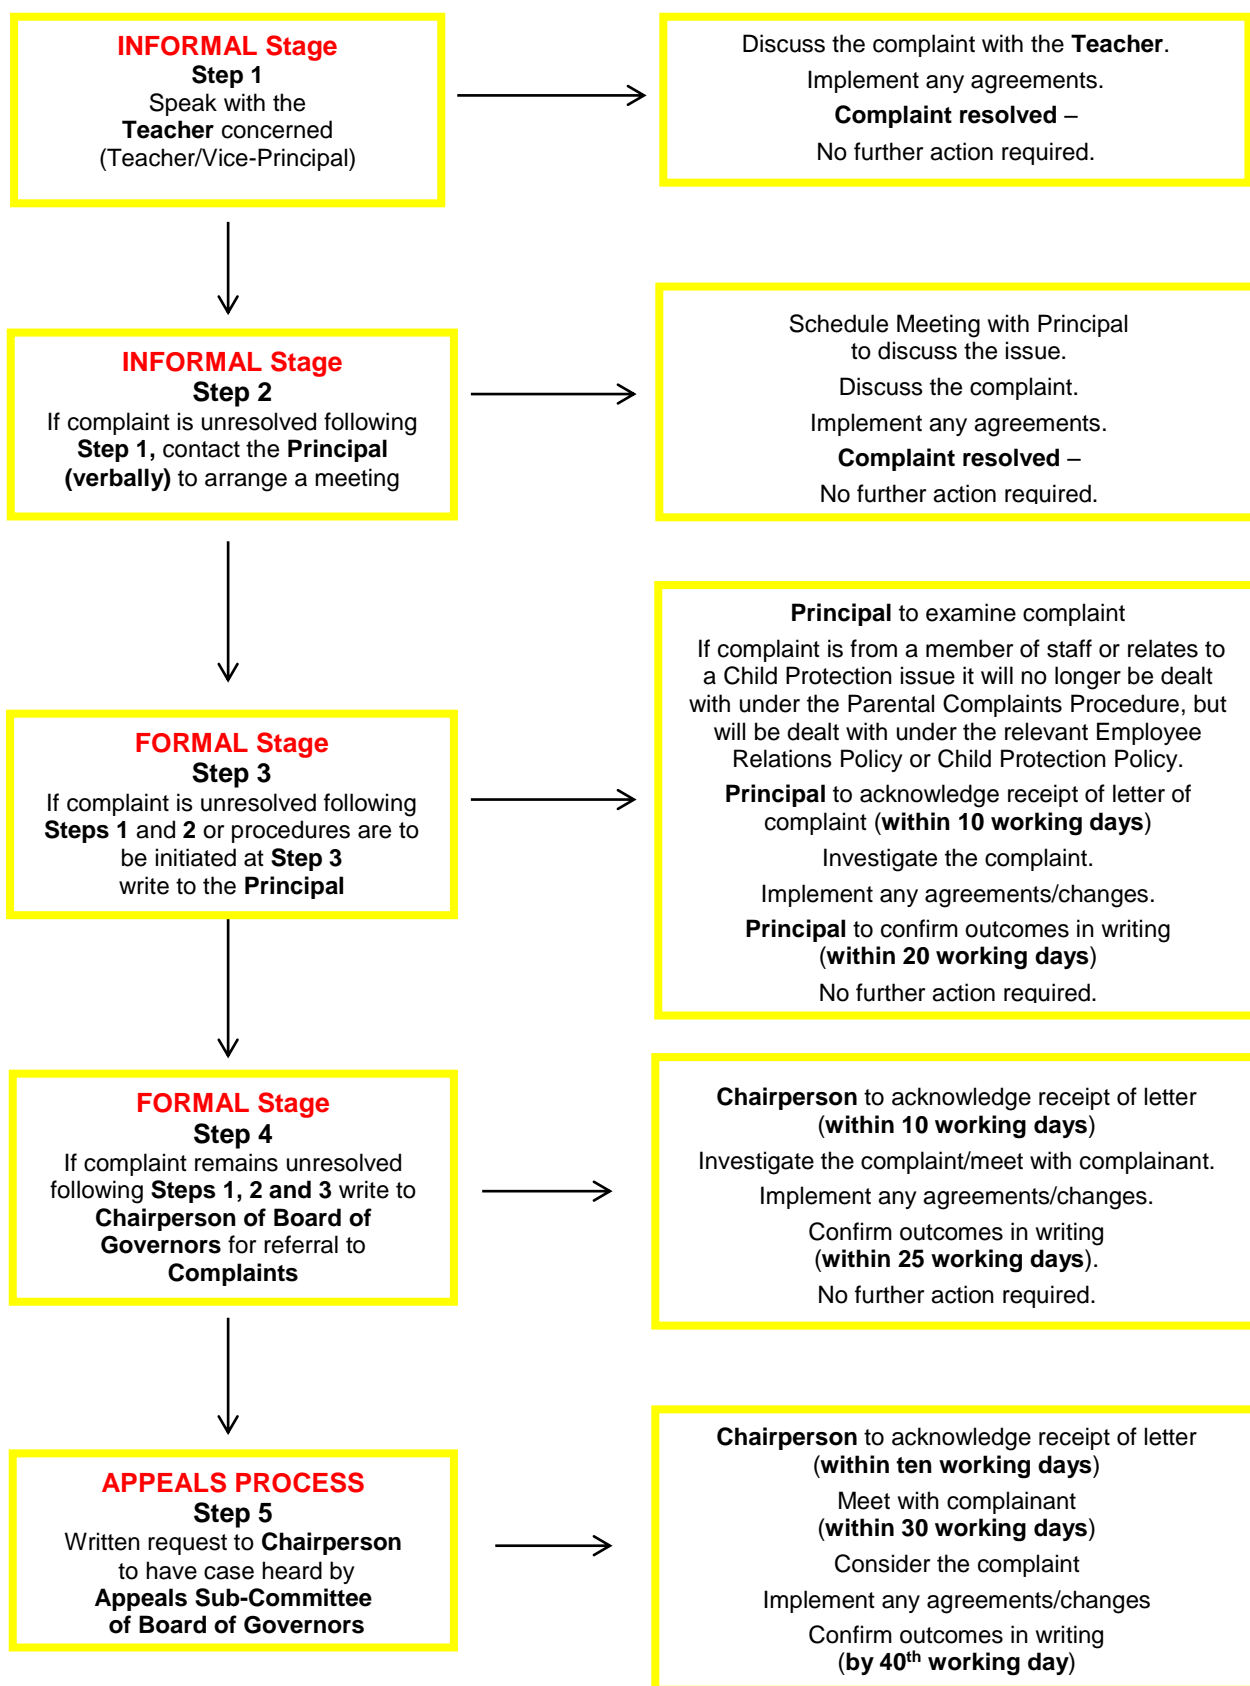 INFORMAL Stage
Step 1
Speak with the
Teacher concerned
(Teacher/Vice-Principal)
Discuss the complaint with the Teacher.
Implement any agreements.
Complaint resolved –
No further action required.
INFORMAL Stage
Step 2
If complaint is unresolved following
Step 1, contact the Principal
(verbally) to arrange a meeting
Schedule Meeting with Principal
to discuss the issue.
Discuss the complaint.
Implement any agreements.
Complaint resolved –
No further action required.
FORMAL Stage
Step 3
If complaint is unresolved following
Steps 1 and 2 or procedures are to
be initiated at Step 3
write to the Principal
Principal to examine complaint
If complaint is from a member of staff or relates to
a Child Protection issue it will no longer be dealt
with under the Parental Complaints Procedure, but
will be dealt with under the relevant Employee
Relations Policy or Child Protection Policy.
Principal to acknowledge receipt of letter of
complaint (within 10 working days)
Investigate the complaint.
Implement any agreements/changes.
Principal to confirm outcomes in writing
(within 20 working days)
No further action required.
FORMAL Stage
Step 4
If complaint remains unresolved
following Steps 1, 2 and 3 write to
Chairperson of Board of
Governors for referral to
Complaints
Chairperson to acknowledge receipt of letter
(within 10 working days)
Investigate the complaint/meet with complainant.
Implement any agreements/changes.
Confirm outcomes in writing
(within 25 working days).
No further action required.
APPEALS PROCESS
Step 5
Written request to Chairperson
to have case heard by
Appeals Sub-Committee
of Board of Governors
Chairperson to acknowledge receipt of letter
(within ten working days)
Meet with complainant
(within 30 working days)
Consider the complaint
Implement any agreements/changes
Confirm outcomes in writing
(by 40th working day)